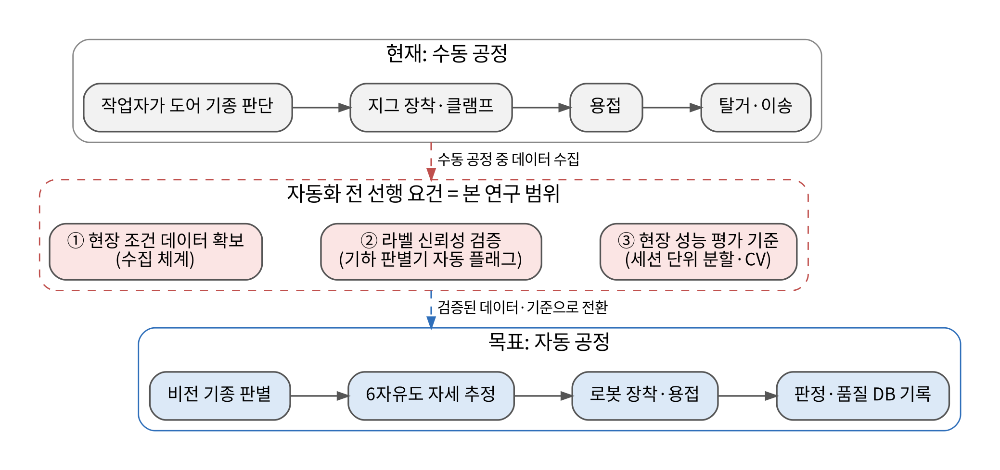 현재: 수동 공정
작업자가 도어 기종 판단
지그 장착·클램프
용접
탈거·이송
수동 공정 중 데이터 수집
자동화 전 선행 요건 = 본 연구 범위
① 현장 조건 데이터 확보
(수집 체계)
② 라벨 신뢰성 검증
(기하 판별기 자동 플래그)
③ 현장 성능 평가 기준
(세션 단위 분할·CV)
검증된 데이터·기준으로 전환
목표: 자동 공정
비전 기종 판별
6자유도 자세 추정
로봇 장착·용접
판정·품질 DB 기록